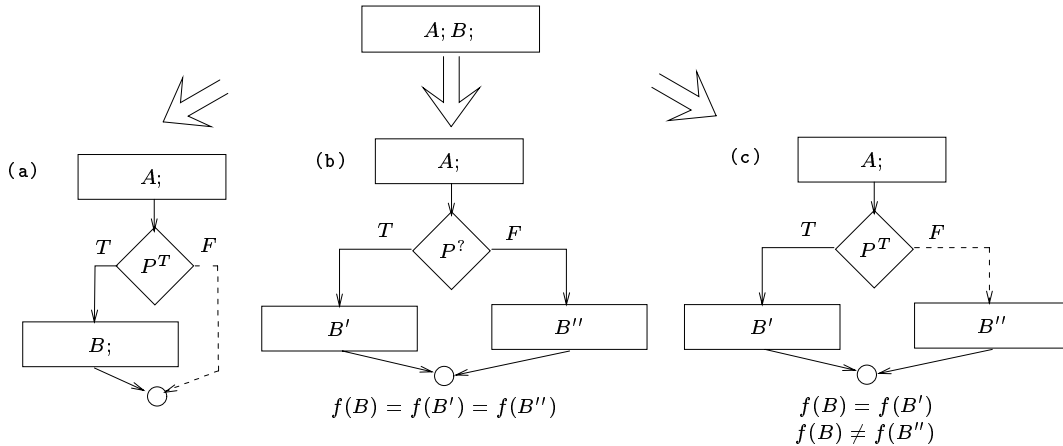 A; B;
(a)
A;
T
F
P^T
B;
(b)
A;
T
F
P^?
B′
B′′
f(B) = f(B′) = f(B′′)
(c)
A;
T
F
P^T
B′
B′′
f(B) = f(B′)
f(B) ≠ f(B′′)